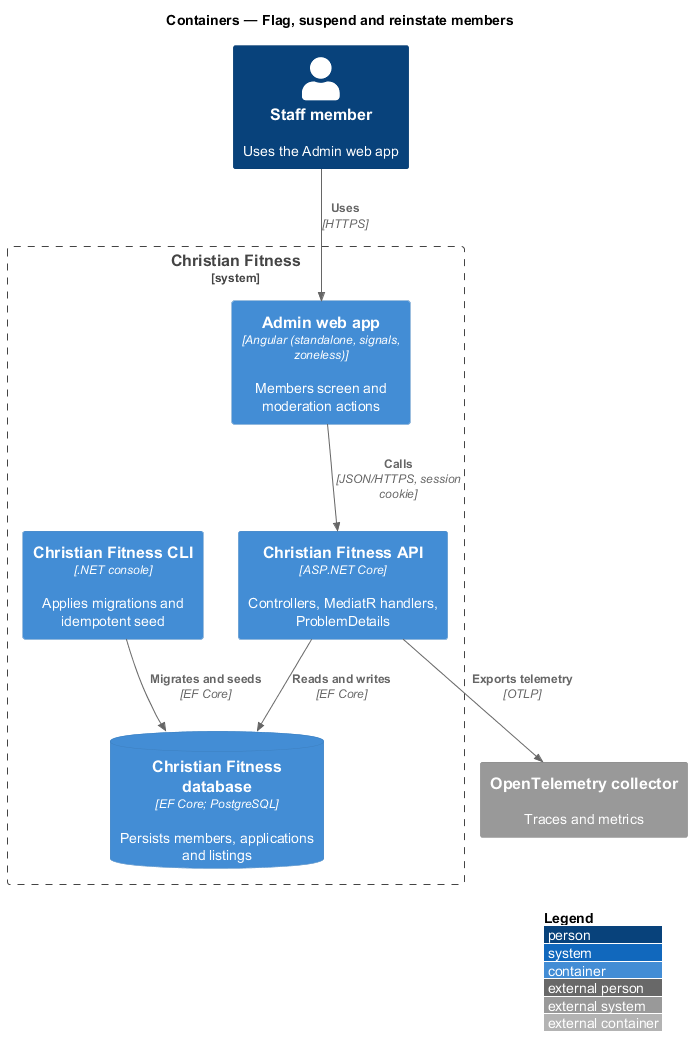 Containers — Flag, suspend and reinstate members
Staff member
Uses the Admin web app
Uses
[HTTPS]
Christian Fitness
[system]
Admin web app
[Angular (standalone, signals,
zoneless)]
Members screen and
moderation actions
Calls
[JSON/HTTPS, session
cookie]
Christian Fitness CLI
[.NET console]
Applies migrations and
idempotent seed
Christian Fitness API
[ASP.NET Core]
Controllers, MediatR handlers,
ProblemDetails
Migrates and seeds
[EF Core]
Reads and writes
[EF Core]
Exports telemetry
[OTLP]
Christian Fitness
database
[EF Core; PostgreSQL]
Persists members, applications
and listings
OpenTelemetry collector
Traces and metrics
Legend
person
system
container
external person
external system
external container